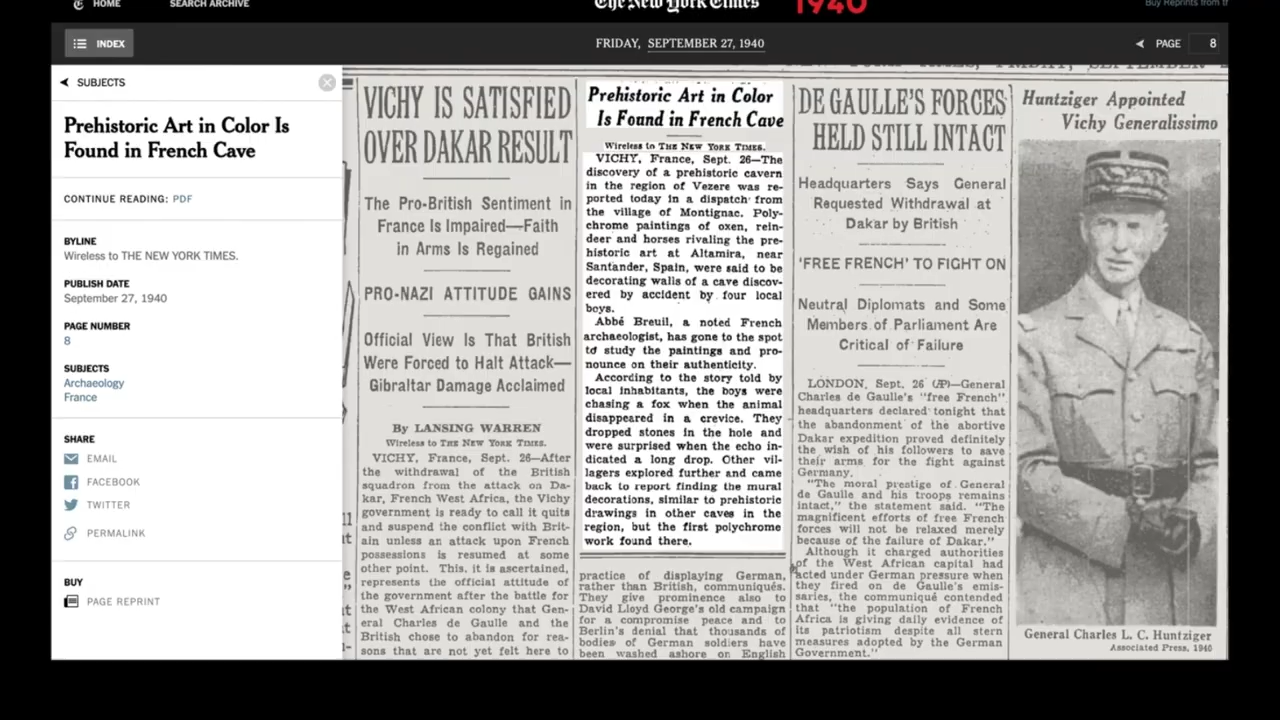 HOME
SEARCH ARCHIVE
The New York Times
1940
Buy Reprints from
INDEX
FRIDAY, SEPTEMBER 27, 1940
PAGE 8
SUBJECTS
Prehistoric Art in Color Is
Found in French Cave
CONTINUE READING: PDF
BYLINE
Wireless to THE NEW YORK TIMES.
PUBLISH DATE
September 27, 1940
PAGE NUMBER
8
SUBJECTS
Archaeology
France
SHARE
EMAIL
FACEBOOK
TWITTER
PERMALINK
BUY
PAGE REPRINT
VICHY IS SATISFIED
OVER DAKAR RESULT
The Pro-British Sentiment in
France Is Impaired—Faith
in Arms Is Regained
PRO-NAZI ATTITUDE GAINS
Official View Is That British
Were Forced to Halt Attack—
Gibraltar Damage Acclaimed
By LANSING WARREN
Wireless to THE NEW YORK TIMES.
VICHY, France, Sept. 26—After
the withdrawal of the British
squadron from the attack on Da-
kar, French West Africa, the Vichy
government is ready to call it quits
and suspend the conflict with Brit-
ain unless an attack upon French
possessions is resumed at some
other point. This, it is ascertained,
represents the official attitude of
the government after the battle for
the West African colony that Gen-
eral Charles de Gaulle and the
British chose to abandon for rea-
sons that are not yet felt here to
Prehistoric Art in Color
Is Found in French Cave
Wireless to THE NEW YORK TIMES.
VICHY, France, Sept. 26—The
discovery of a prehistoric cavern
in the region of Vezere was re-
ported today in a dispatch from
the village of Montignac. Poly-
chrome paintings of oxen, rein-
deer and horses rivaling the pre-
historic art at Altamira, near
Santander, Spain, were said to be
decorating walls of a cave discov-
ered by accident by four local
boys.
Abbé Breuil, a noted French
archaeologist, has gone to the spot
to study the paintings and pro-
nounce on their authenticity.
According to the story told by
local inhabitants, the boys were
chasing a fox when the animal
disappeared in a crevice. They
dropped stones in the hole and
were surprised when the echo in-
dicated a long drop. Other vil-
lagers explored further and came
back to report finding the mural
decorations, similar to prehistoric
drawings in other caves in the
region, but the first polychrome
work found there.
practice of displaying German,
rather than British, communiqués.
They give prominence also to
David Lloyd George's old campaign
for a compromise peace and to
Berlin's denial that thousands of
bodies of German soldiers have
been washed ashore on English
DE GAULLE'S FORCES
HELD STILL INTACT
Headquarters Says General
Requested Withdrawal at
Dakar by British
'FREE FRENCH' TO FIGHT ON
Neutral Diplomats and Some
Members of Parliament Are
Critical of Failure
LONDON, Sept. 26 (AP)—General
Charles de Gaulle's "free French"
headquarters declared tonight that
the abandonment of the abortive
Dakar expedition proved definitely
the wish of his followers to save
their arms for the fight against
Germany.
"The moral prestige of General
de Gaulle and his troops remains
intact," the statement said. "The
magnificent efforts of free French
forces will not be relaxed merely
because of the failure of Dakar."
Although it charged authorities
of the West African capital had
acted under German pressure when
they fired on de Gaulle's emis-
saries, the communiqué contended
that "the population of French
Africa is giving daily evidence of
its patriotism despite all stern
measures adopted by the German
Government."
Huntziger Appointed
Vichy Generalissimo
General Charles L. C. Huntziger
Associated Press, 1940